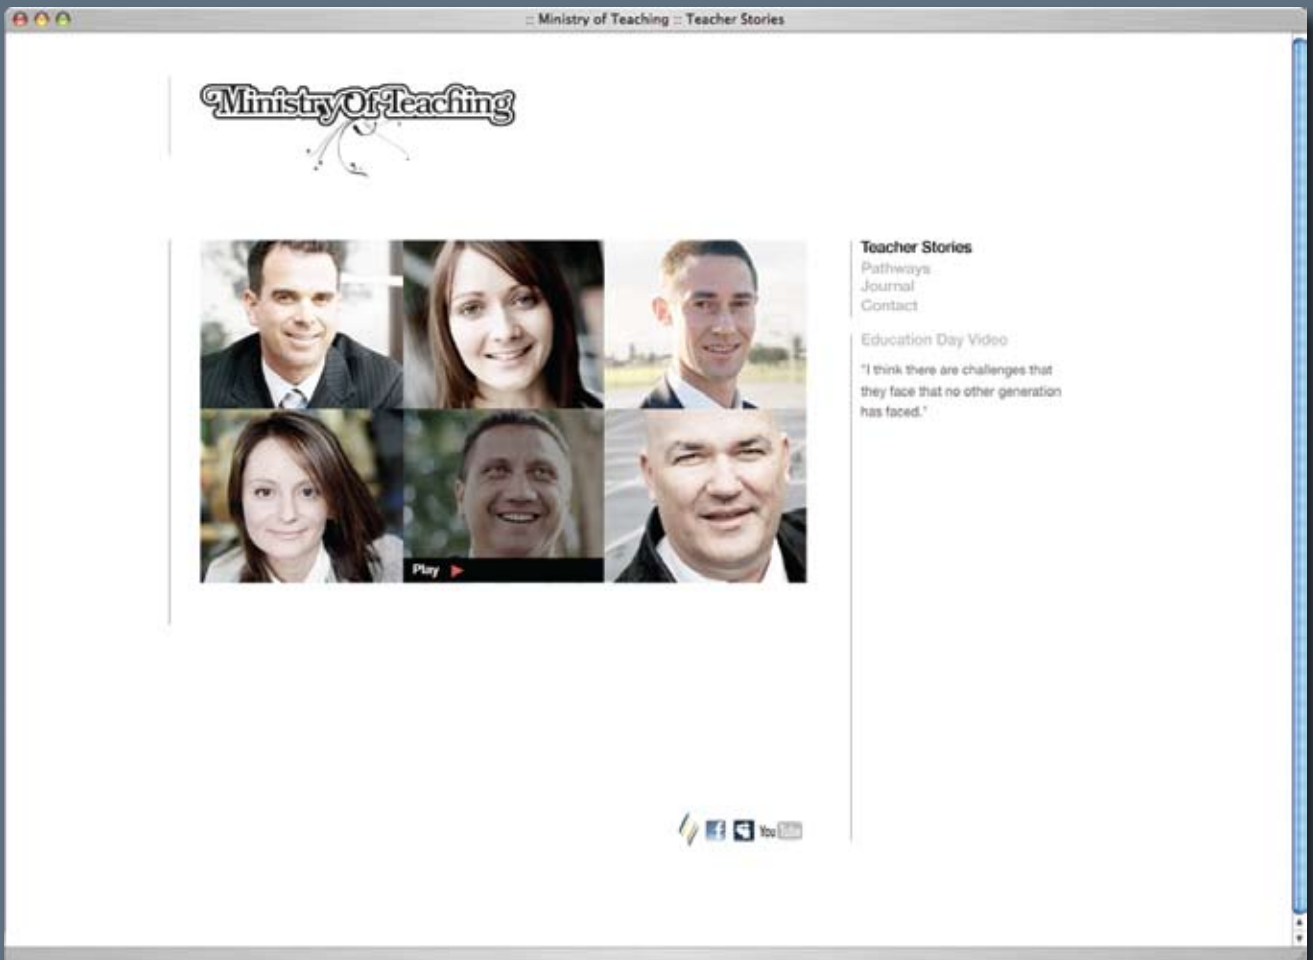 :: Ministry of Teaching :: Teacher Stories
MinistryOfTeaching
Teacher Stories
Pathways
Journal
Contact
Education Day Video
"I think there are challenges that
they face that no other generation
has faced."
Play
f
You Tube